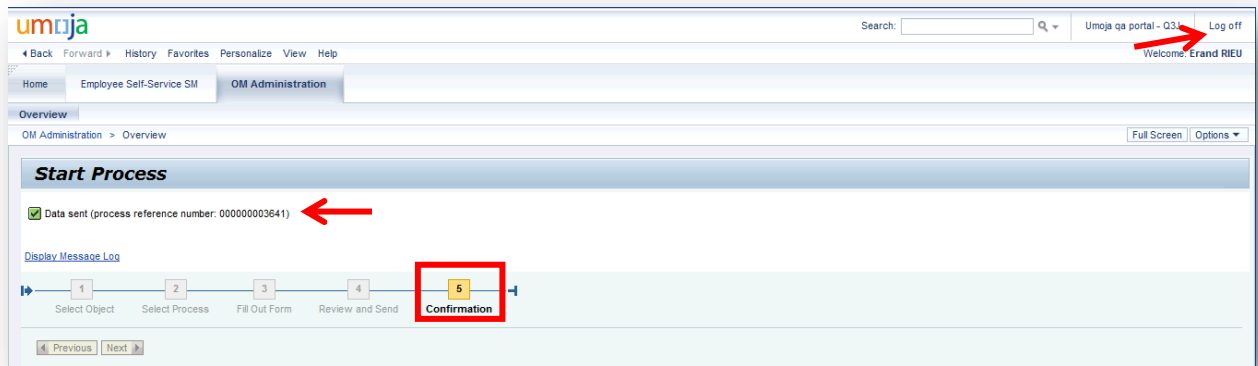 umoja
Search:
Umoja qa portal - Q3J
Log off
Back Forward History Favorites Personalize View Help
Welcome: Erand RIEU
Home Employee Self-Service SM OM Administration
Overview
OM Administration > Overview
Full Screen Options
Start Process
Data sent (process reference number: 000000003641)
Display Message Log
1 2 3 4 5
Select Object Select Process Fill Out Form Review and Send Confirmation
Previous Next